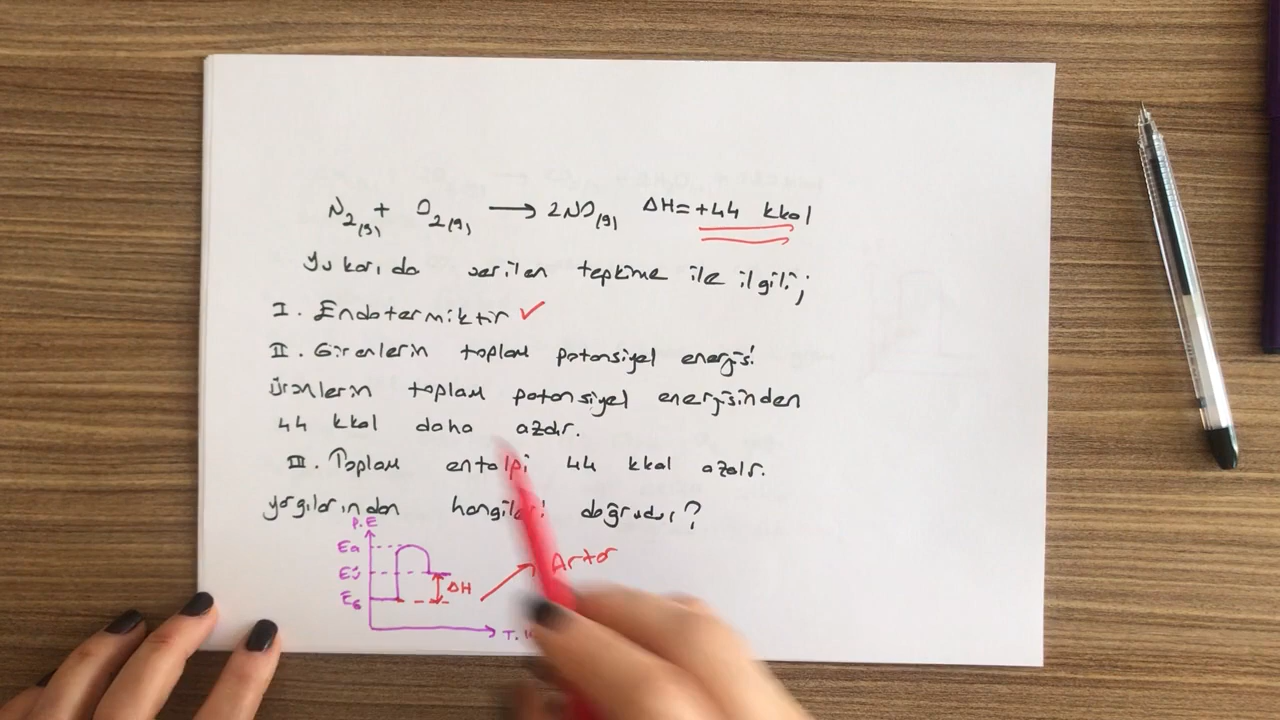 N2(g) + O2(g) → 2NO(g) ΔH= +44 kkal
Yukarıda verilen tepkime ile ilgili;
I. Endotermiktir ✓
II. Girenlerin toplam potansiyel enerjisi
ürünlerin toplam potansiyel enerjisinden
44 kkal daha azdır.
III. Toplam entalpi 44 kkal azalır.
yargılarından hangileri doğrudur?
P.E
Ea
Artar
Eü
ΔH
Eg